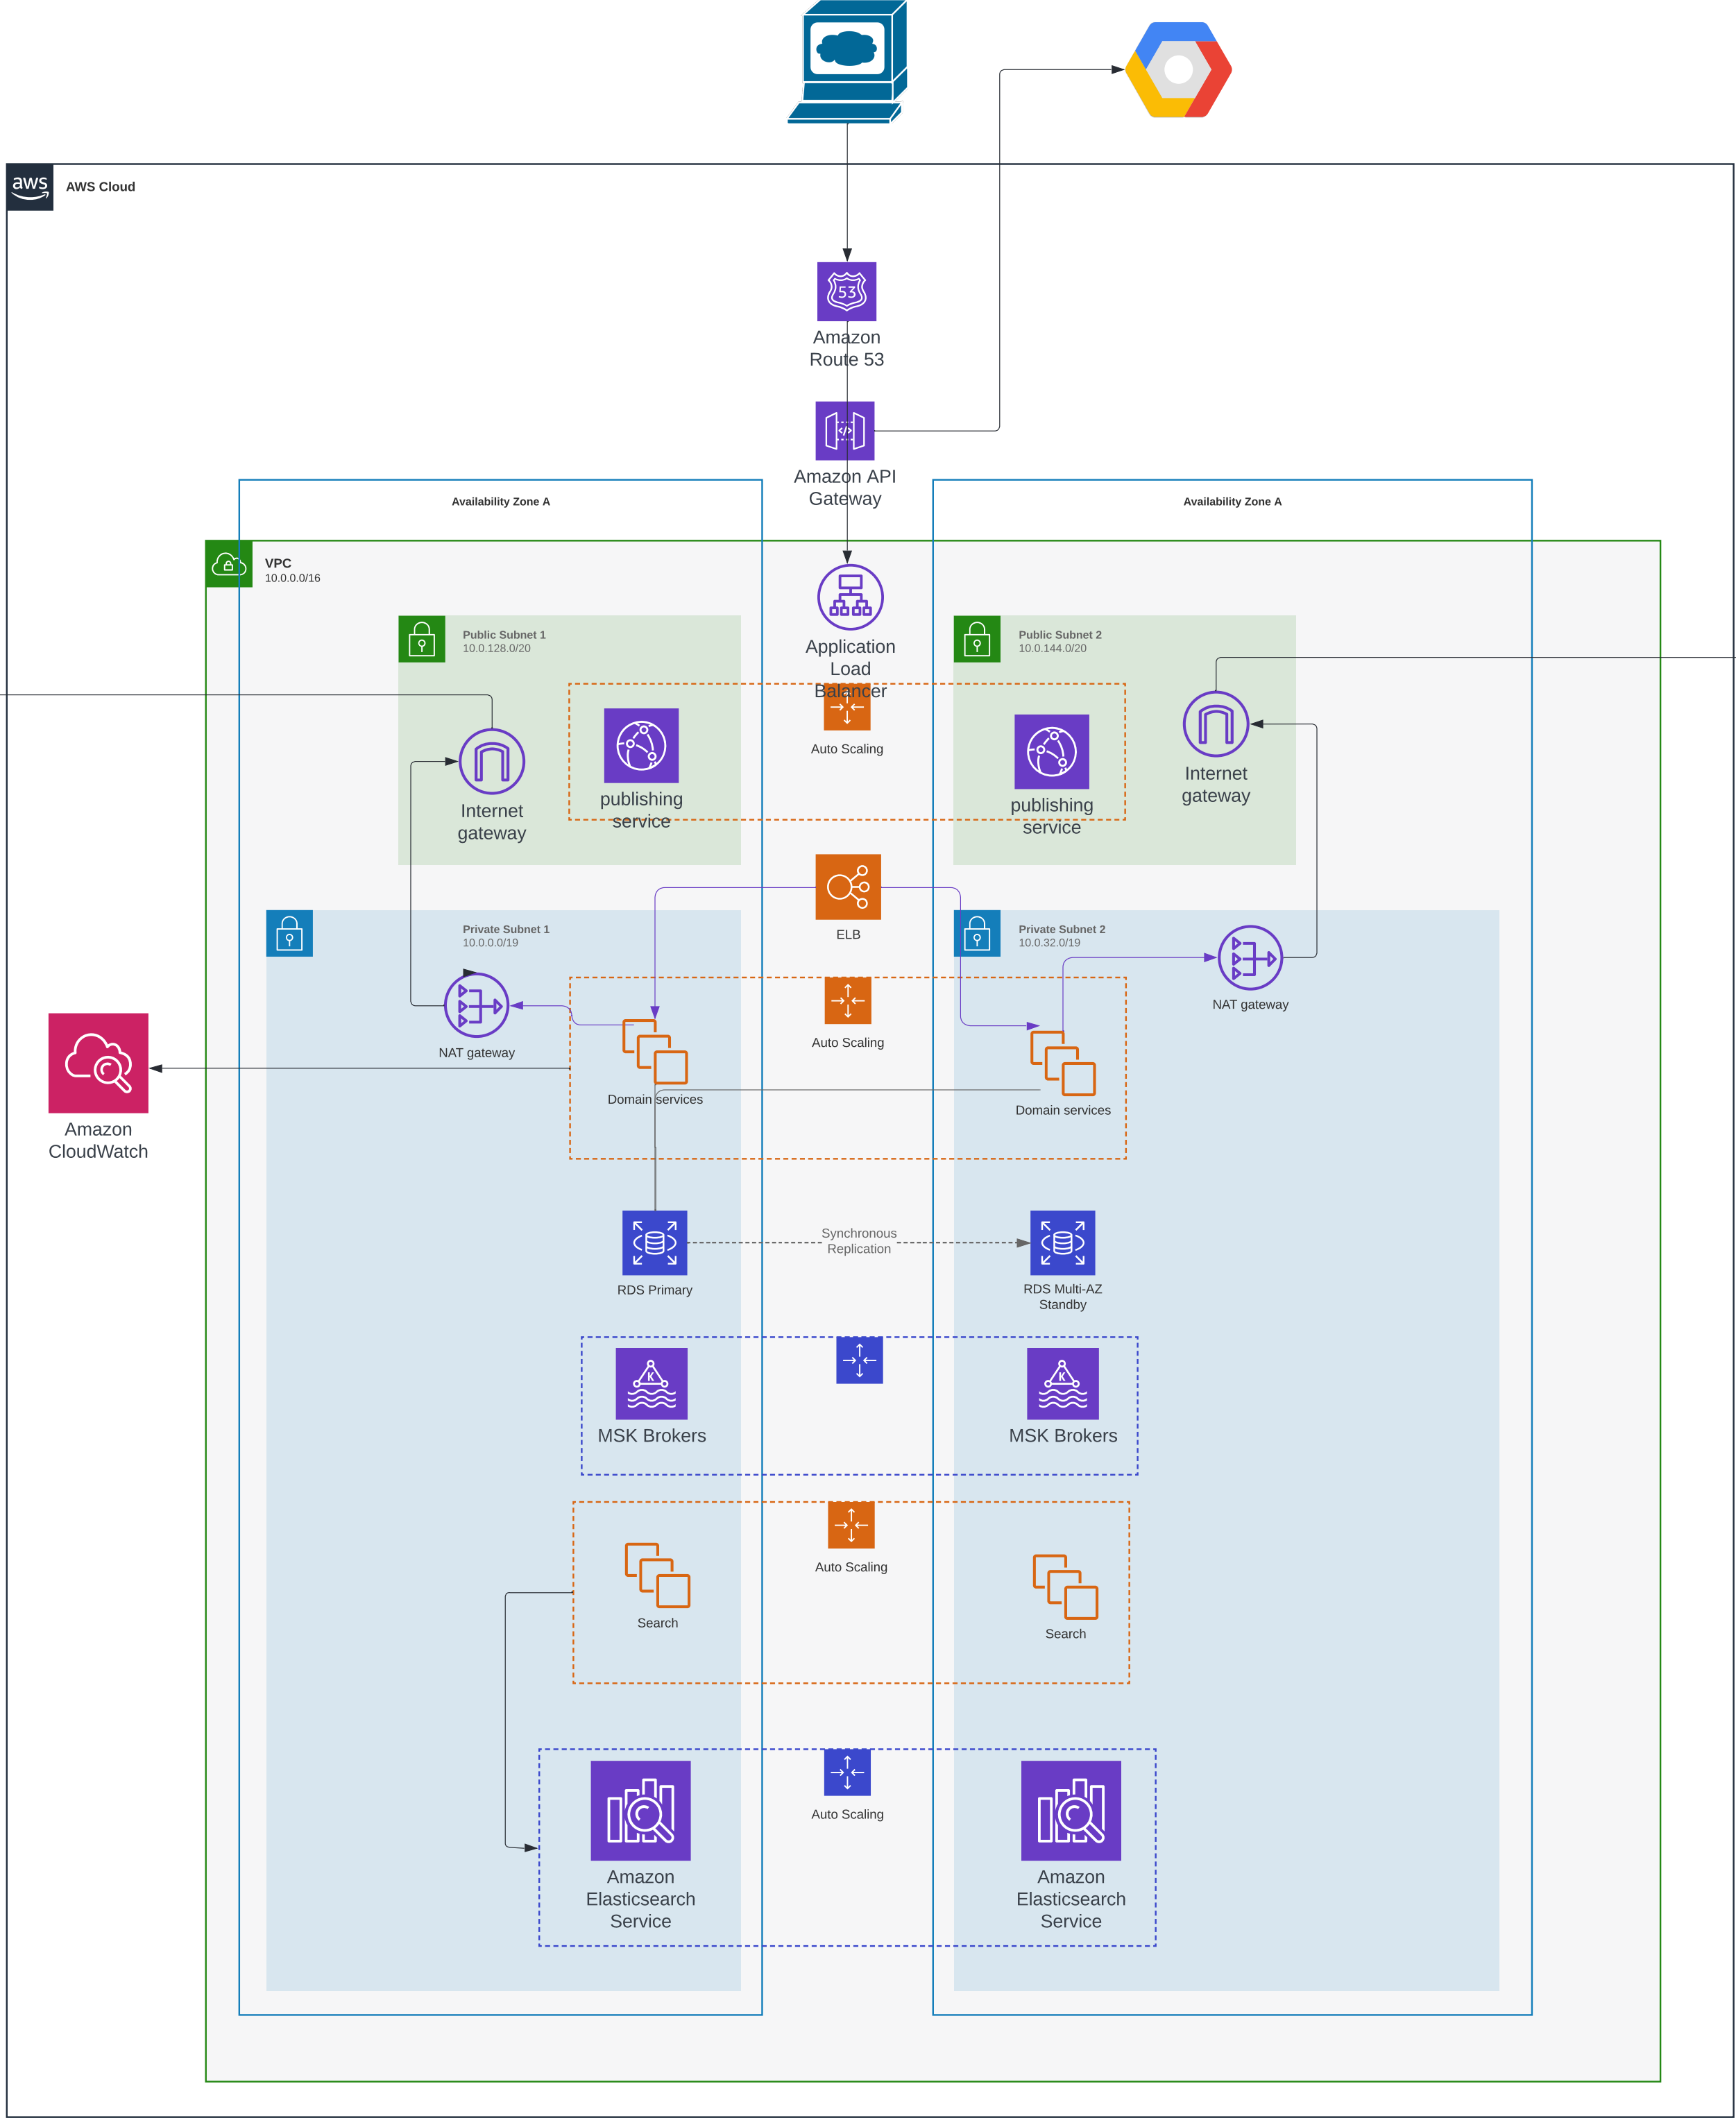 aws
AWS Cloud
53
Amazon
Route 53
Amazon API
Gateway
Availability Zone A
Availability Zone A
VPC
10.0.0.0/16
Application
Load
Balancer
Public Subnet 1
10.0.128.0/20
Public Subnet 2
10.0.144.0/20
Auto Scaling
Internet
gateway
publishing
service
publishing
service
Internet
gateway
ELB
Private Subnet 1
10.0.0.0/19
Private Subnet 2
10.0.32.0/19
NAT gateway
NAT gateway
Auto Scaling
Domain services
Domain services
Amazon
CloudWatch
Synchronous
Replication
RDS Primary
RDS Multi-AZ
Standby
K
K
MSK Brokers
MSK Brokers
Auto Scaling
Search
Search
Auto Scaling
Amazon
Elasticsearch
Service
Amazon
Elasticsearch
Service